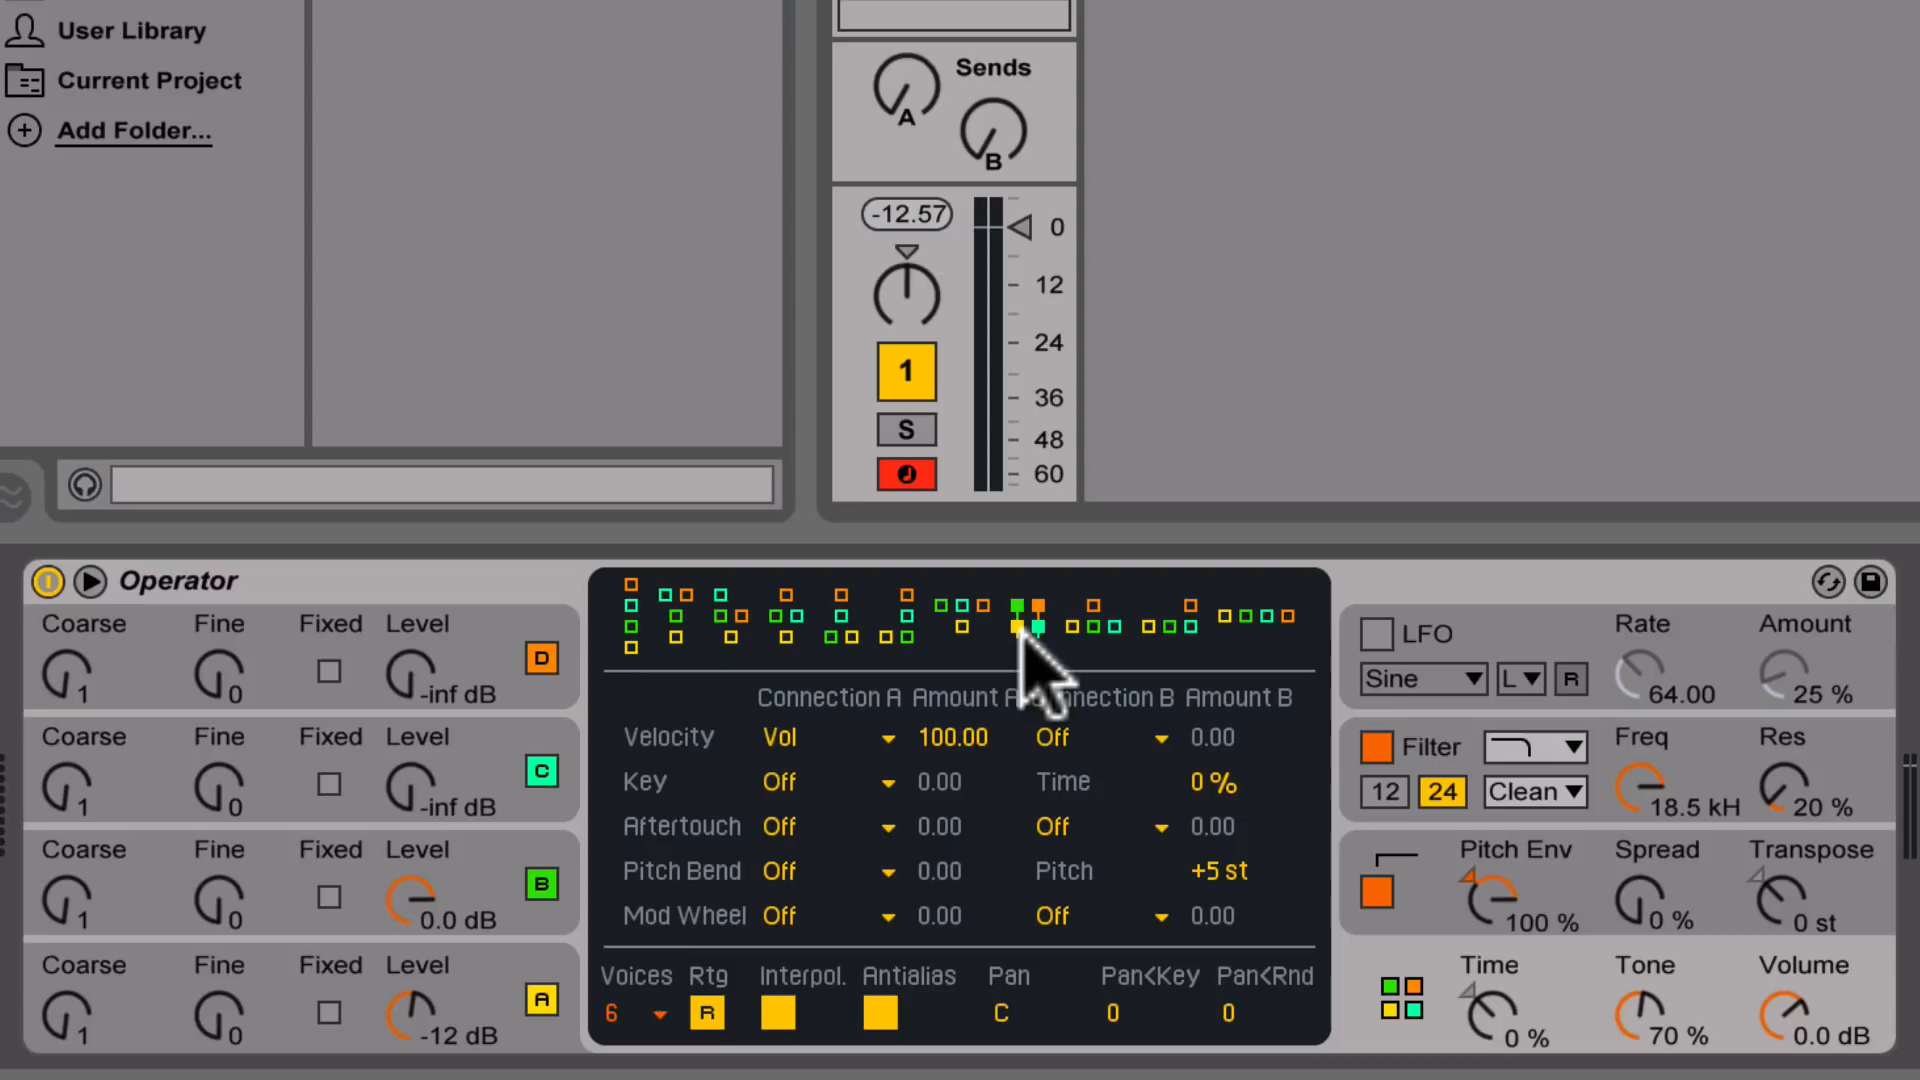 User Library
Current Project
Add Folder...
Sends
A
B
-12.57
0
12
24
36
48
60
1
S
Operator
Coarse Fine Fixed Level
1 0 -inf dB D
Coarse Fine Fixed Level
1 0 -inf dB C
Coarse Fine Fixed Level
1 0 0.0 dB B
Coarse Fine Fixed Level
1 0 -12 dB A
Connection A Amount Connection B Amount B
Velocity Vol 100.00 Off 0.00
Key Off 0.00 Time 0 %
Aftertouch Off 0.00 Off 0.00
Pitch Bend Off 0.00 Pitch +5 st
Mod Wheel Off 0.00 Off 0.00
Voices Rtg Interpol. Antialias Pan Pan<Key Pan<Rnd
6 R C 0 0
LFO Rate Amount
Sine L R 64.00 25 %
Filter Freq Res
12 24 Clean 18.5 kH 20 %
Pitch Env Spread Transpose
100 % 0 % 0 st
Time Tone Volume
0 % 70 % 0.0 dB